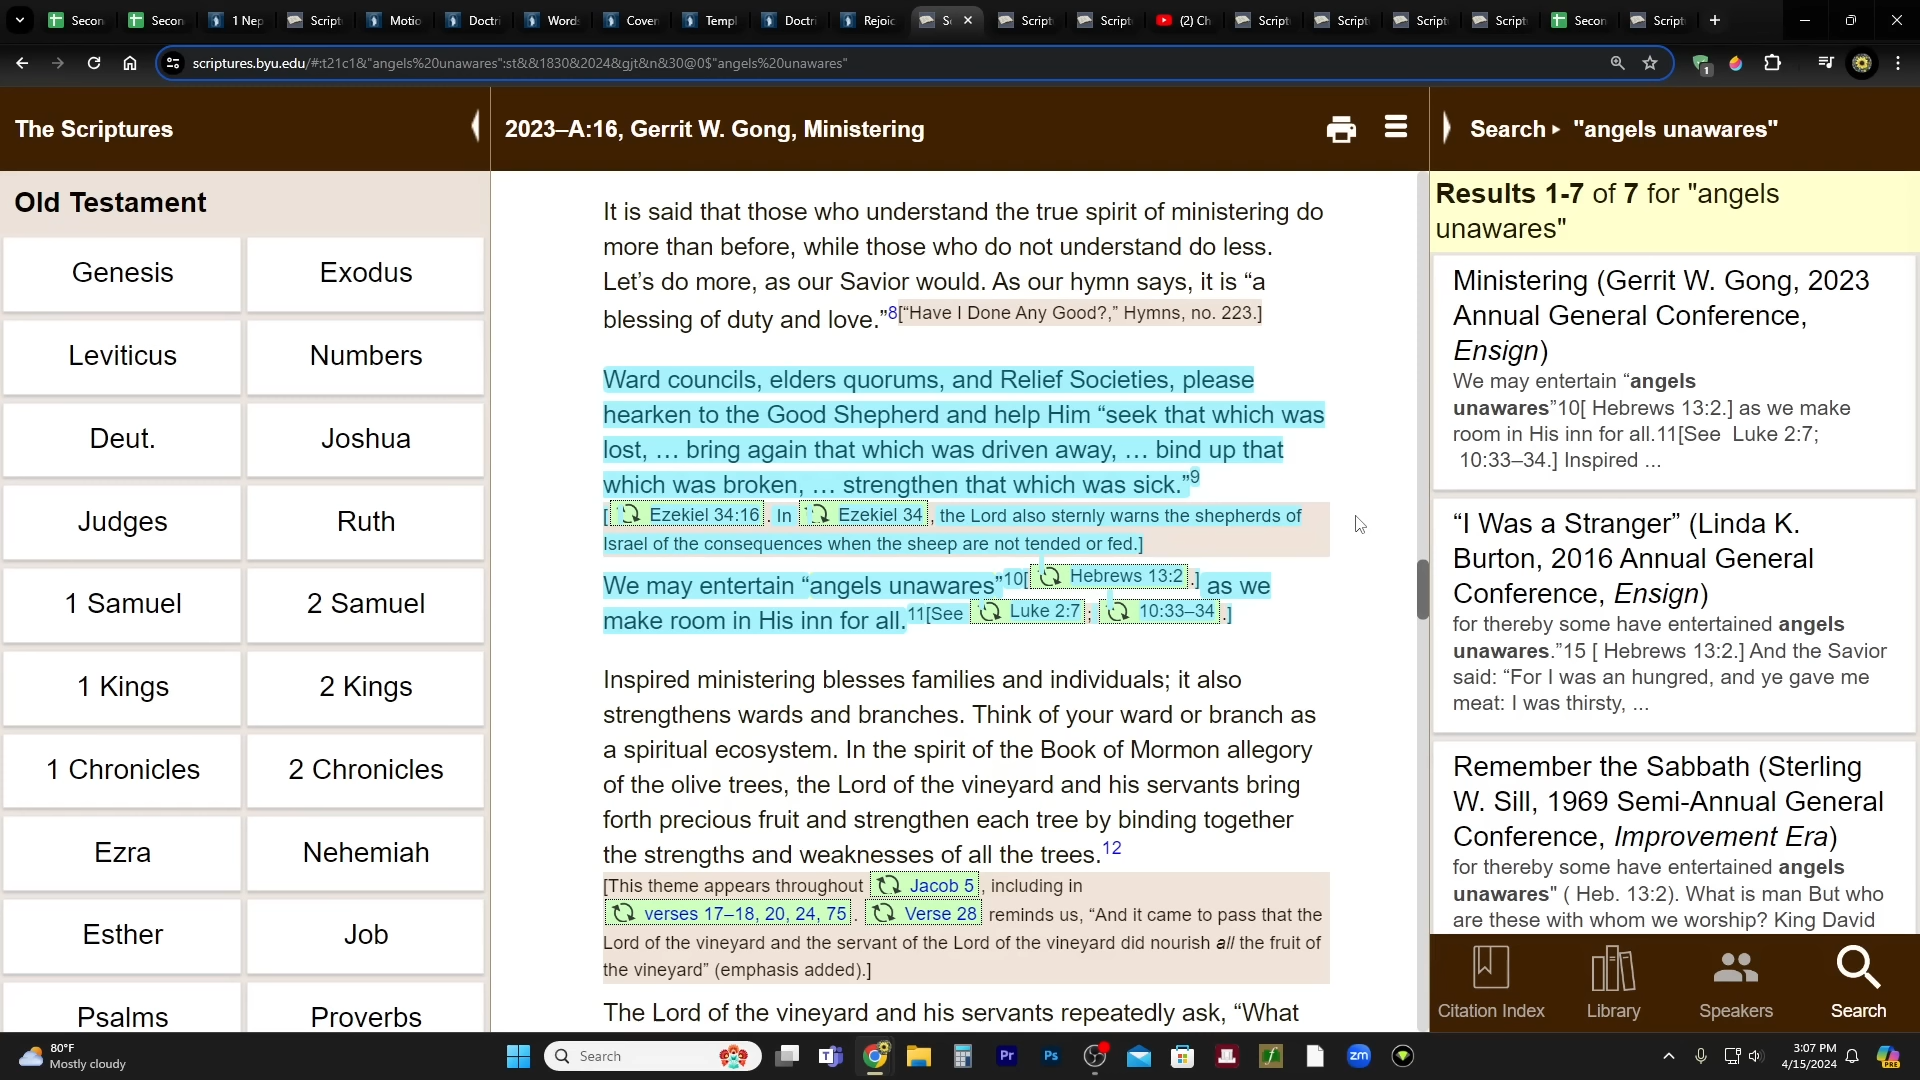 Secon
Secon
1 Nep
Script
Motio
Doctri
Word
Cover
Templ
Doctri
Rejoic
S
Script
Script
(2) Ch
Script
Script
Script
Script
Secon
Script
scriptures.byu.edu/#:t21c1&"angels%20unawares":st&&1830&2024&gjt&n&30@0$"angels%20unawares"
1
The Scriptures
2023–A:16, Gerrit W. Gong, Ministering
Search ▸ "angels unawares"
Old Testament
Genesis
Exodus
Leviticus
Numbers
Deut.
Joshua
Judges
Ruth
1 Samuel
2 Samuel
1 Kings
2 Kings
1 Chronicles
2 Chronicles
Ezra
Nehemiah
Esther
Job
Psalms
Proverbs
It is said that those who understand the true spirit of ministering do
more than before, while those who do not understand do less.
Let’s do more, as our Savior would. As our hymn says, it is “a
blessing of duty and love.”8[“Have I Done Any Good?,” Hymns, no. 223.]
Ward councils, elders quorums, and Relief Societies, please
hearken to the Good Shepherd and help Him “seek that which was
lost, … bring again that which was driven away, … bind up that
which was broken, … strengthen that which was sick.”9
[ Ezekiel 34:16 . In Ezekiel 34 , the Lord also sternly warns the shepherds of
Israel of the consequences when the sheep are not tended or fed.]
We may entertain “angels unawares”10[ Hebrews 13:2 .] as we
make room in His inn for all.11[See Luke 2:7 ; 10:33–34 .]
Inspired ministering blesses families and individuals; it also
strengthens wards and branches. Think of your ward or branch as
a spiritual ecosystem. In the spirit of the Book of Mormon allegory
of the olive trees, the Lord of the vineyard and his servants bring
forth precious fruit and strengthen each tree by binding together
the strengths and weaknesses of all the trees.12
[This theme appears throughout Jacob 5 , including in
verses 17–18, 20, 24, 75 . Verse 28 reminds us, “And it came to pass that the
Lord of the vineyard and the servant of the Lord of the vineyard did nourish all the fruit of
the vineyard” (emphasis added).]
The Lord of the vineyard and his servants repeatedly ask, “What
Results 1-7 of 7 for "angels
unawares"
Ministering (Gerrit W. Gong, 2023
Annual General Conference,
Ensign)
We may entertain “angels
unawares”10[ Hebrews 13:2.] as we make
room in His inn for all.11[See Luke 2:7;
10:33–34.] Inspired ...
“I Was a Stranger” (Linda K.
Burton, 2016 Annual General
Conference, Ensign)
for thereby some have entertained angels
unawares.”15 [ Hebrews 13:2.] And the Savior
said: “For I was an hungred, and ye gave me
meat: I was thirsty, ...
Remember the Sabbath (Sterling
W. Sill, 1969 Semi-Annual General
Conference, Improvement Era)
for thereby some have entertained angels
unawares" ( Heb. 13:2). What is man But who
are these with whom we worship? King David
Citation Index
Library
Speakers
Search
80°F
Mostly cloudy
Search
Pr
Ps
zm
3:07 PM
4/15/2024
PRE